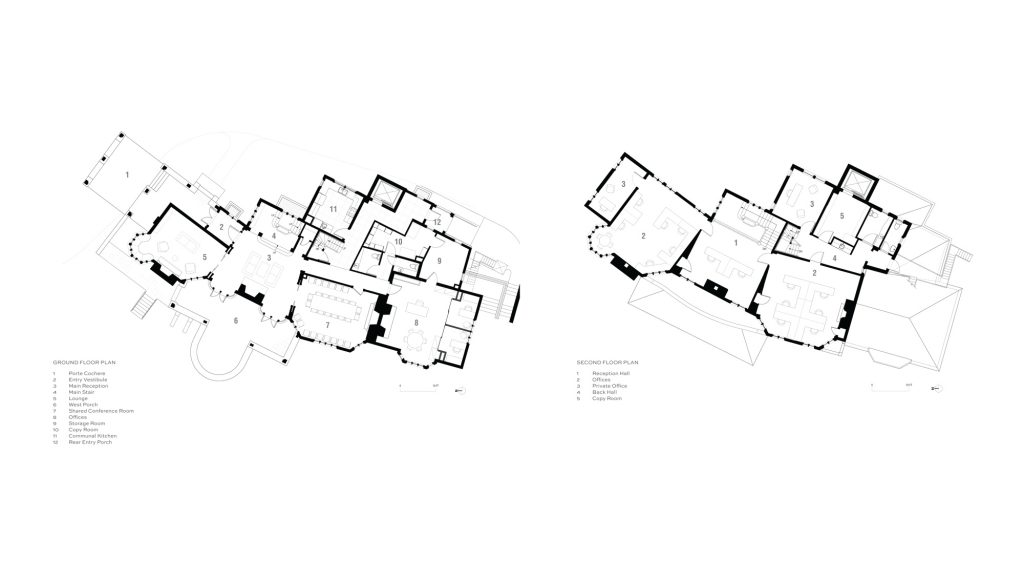 GROUND FLOOR PLAN
1 Porte Cochere
2 Entry Vestibule
3 Main Reception
4 Main Stair
5 Lounge
6 West Porch
7 Shared Conference Room
8 Offices
9 Storage Room
10 Copy Room
11 Communal Kitchen
12 Rear Entry Porch
1
2
3
4
5
6
7
8
9
10
11
12
SECOND FLOOR PLAN
1 Reception Hall
2 Offices
3 Private Office
4 Back Hall
5 Copy Room
3
2
1
3
5
4
2